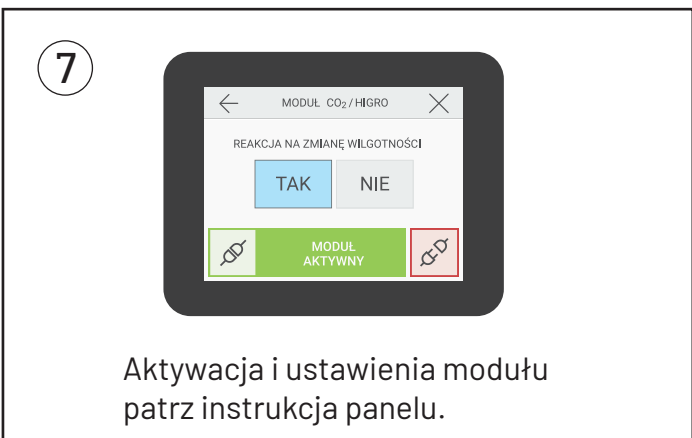 7
MODUŁ CO₂/HIGRO
REAKCJA NA ZMIANĘ WILGOTNOŚCI
TAK NIE
MODUŁ
AKTYWNY
Aktywacja i ustawienia modułu
patrz instrukcja panelu.